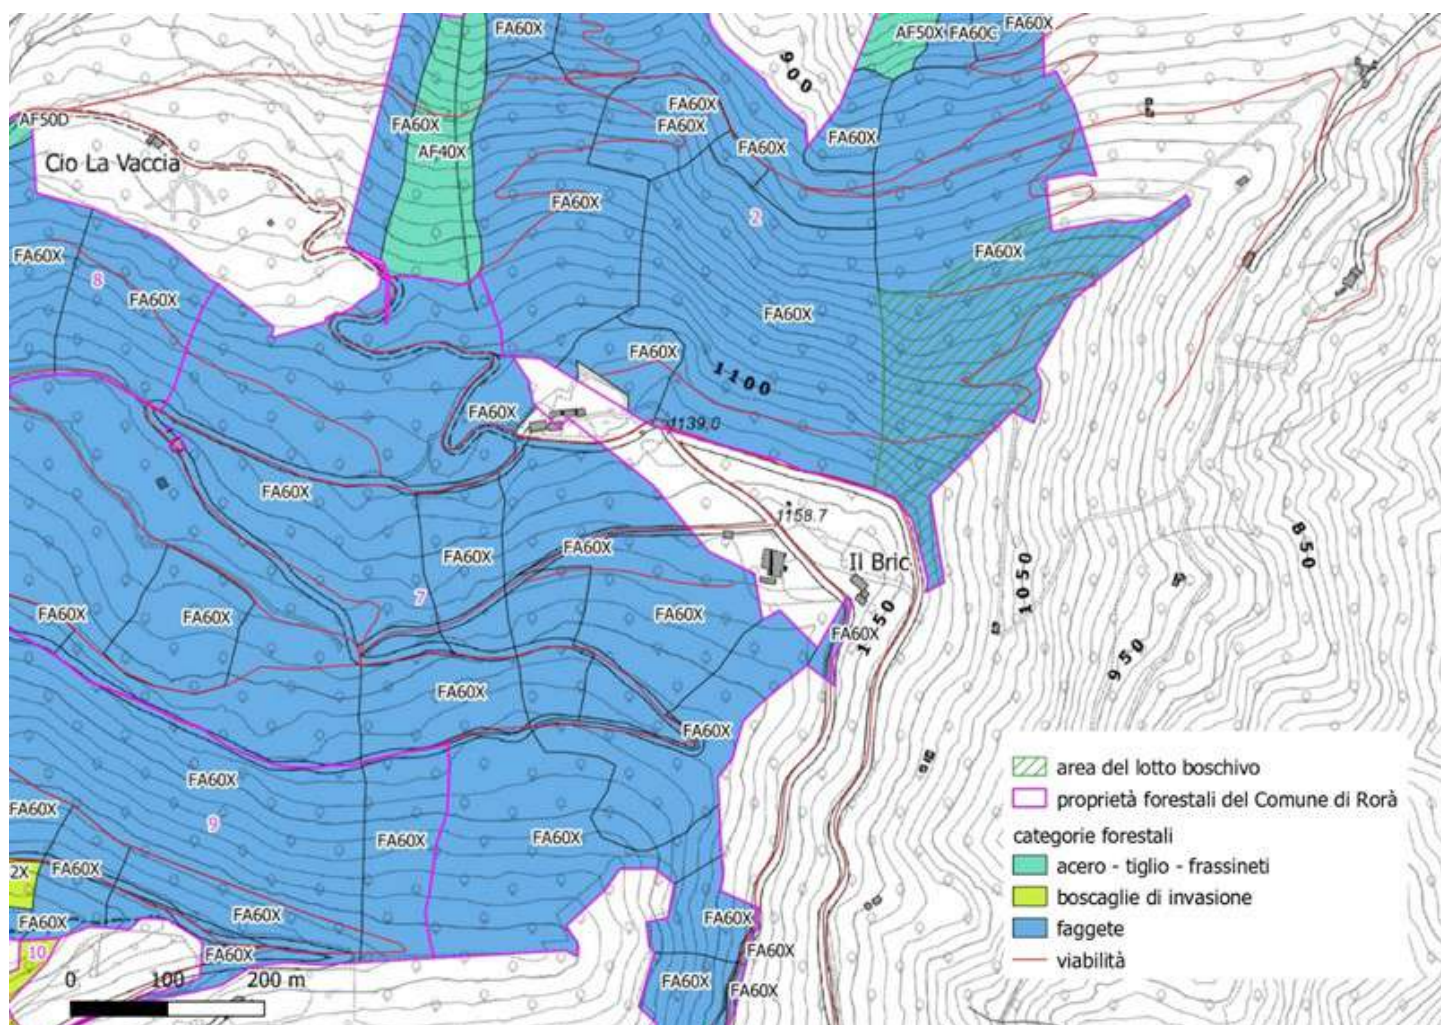 FA60X
AF50X FA60C
FA60X
900
FA60X
FA60X
FA60X
FA60X
FA60X
AF50D
AF40X
Cio La Vaccia
FA60X
2
FA60X
FA60X
8
FA60X
FA60X
FA60X
1100
FA60X
1139.0
FA60X
1158.7
850
FA60X
FA60X
Il Bric
1050
7
FA60X
FA60X
FA60X
FA60X
950
FA60X
FA60X
FA60X
area del lotto boschivo
FA60X
proprietà forestali del Comune di Rorà
FA60X
9
categorie forestali
FA60X
FA60X
acero - tiglio - frassineti
2X
FA60X
boscaglie di invasione
FA60X
FA60X
FA60X
faggete
10
FA60X
FA60X
viabilità
0 100 200 m
FA60X
FA60X